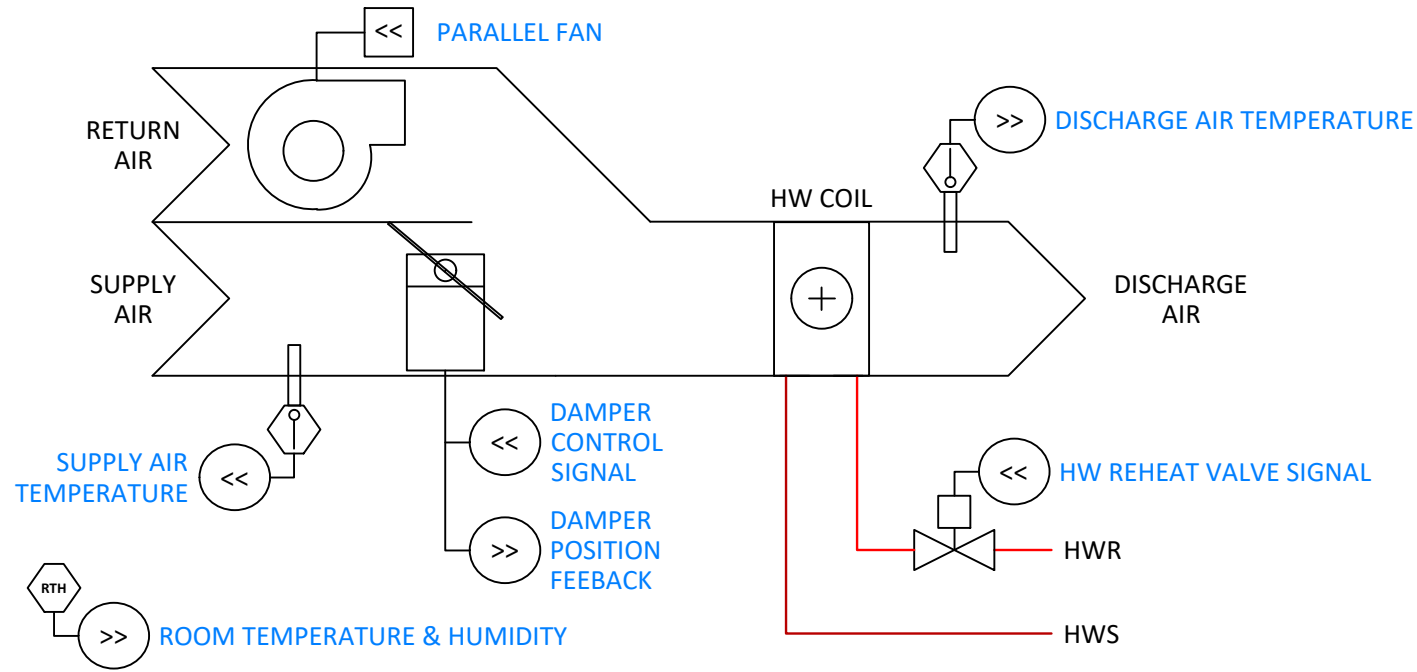 << PARALLEL FAN
RETURN
AIR
>> DISCHARGE AIR TEMPERATURE
HW COIL
SUPPLY
AIR
DISCHARGE
AIR
SUPPLY AIR
TEMPERATURE
<<
<<
DAMPER
CONTROL
SIGNAL
<< HW REHEAT VALVE SIGNAL
>>
DAMPER
POSITION
FEEBACK
HWR
RTH
>> ROOM TEMPERATURE & HUMIDITY
HWS